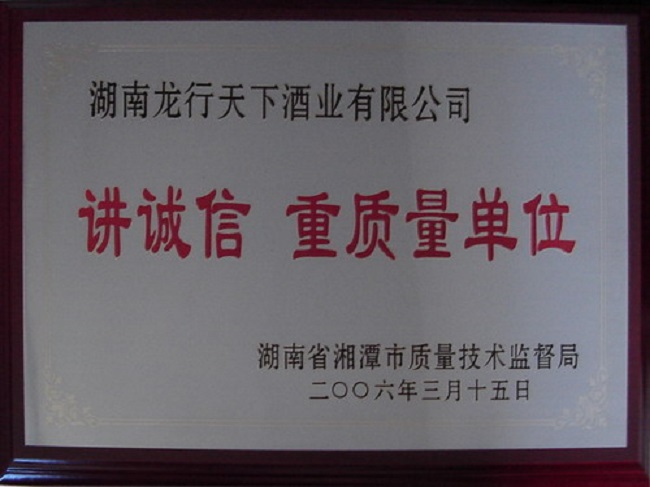 湖南龙行天下酒业有限公司
讲诚信 重质量单位
湖南省湘潭市质量技术监督局
二〇〇六年三月十五日